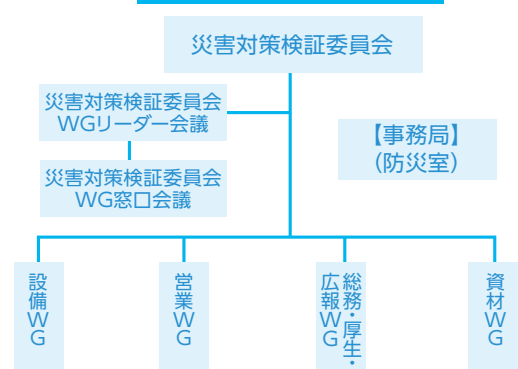 災害対策検証委員会
災害対策検証委員会
WGリーダー会議
【事務局】
(防災室)
災害対策検証委員会
WG窓口会議
設備WG
営業WG
総務・厚生・
広報WG
資材WG